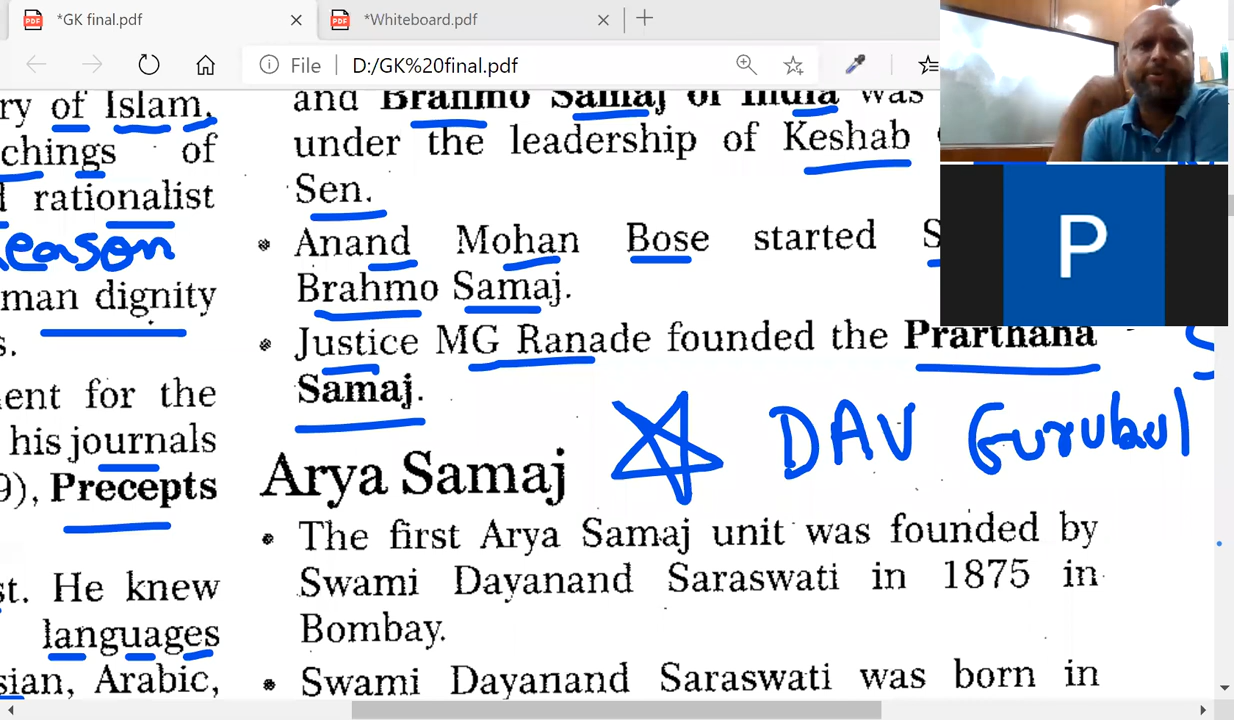 *GK final.pdf
*Whiteboard.pdf
File
D:/GK%20final.pdf
ry of Islam.
chings of
rationalist
eason
man dignity
s.
ent for the
his journals
9), Precepts
st. He knew
languages
sian, Arabic,
and Brahmo Samaj of India was
under the leadership of Keshab
Sen.
Anand Mohan Bose started S
Brahmo Samaj.
Justice MG Ranade founded the Prarthana
Samaj.
DAV Gurukul
Arya Samaj
The first Arya Samaj unit was founded by
Swami Dayanand Saraswati in 1875 in
Bombay.
Swami Dayanand Saraswati was born in
P